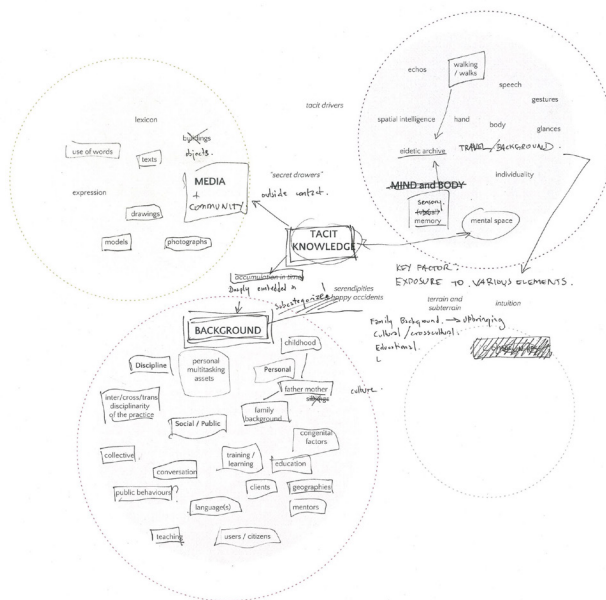 echos
walking
/ walks
speech
gestures
spatial intelligence
hand
body
glances
eidetic archive
TRAVEL/BACKGROUND.
individuality
MIND and BODY
sensory
memory
mental space
tacit drivers
"secret drawers"
outside contact.
lexicon
buildings
objects.
use of words
texts
MEDIA
+
COMMUNITY
expression
drawings
models
photographs
TACIT
KNOWLEDGE
accumulation in time
Deeply embedded
subcategorize
serendipities
happy accidents
KEY FACTOR:
EXPOSURE TO VARIOUS ELEMENTS.
terrain and
subterrain
intuition
Family Background. → Upbringing
Cultural / crosscultural.
Educational.
BACKGROUND
childhood
Discipline
personal
multitasking
assets
Personal
father mother
culture.
inter/cross/trans
disciplinarity
of the practice
family
background
Social / Public
congenital
factors
collective
training /
learning
education
conversation
public behaviours?
clients
geographies
language(s)
mentors
teaching
users / citizens